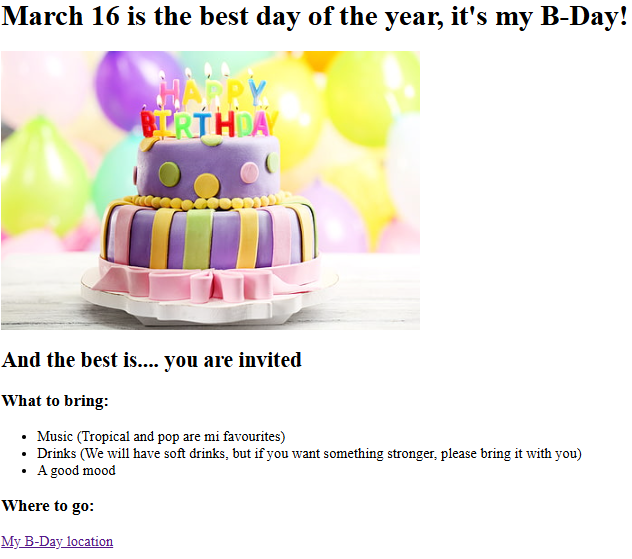 March 16 is the best day of the year, it's my B-Day!
HAPPY
BIRTHDAY
And the best is.... you are invited
What to bring:
Music (Tropical and pop are mi favourites)
Drinks (We will have soft drinks, but if you want something stronger, please bring it with you)
A good mood
Where to go:
My B-Day location